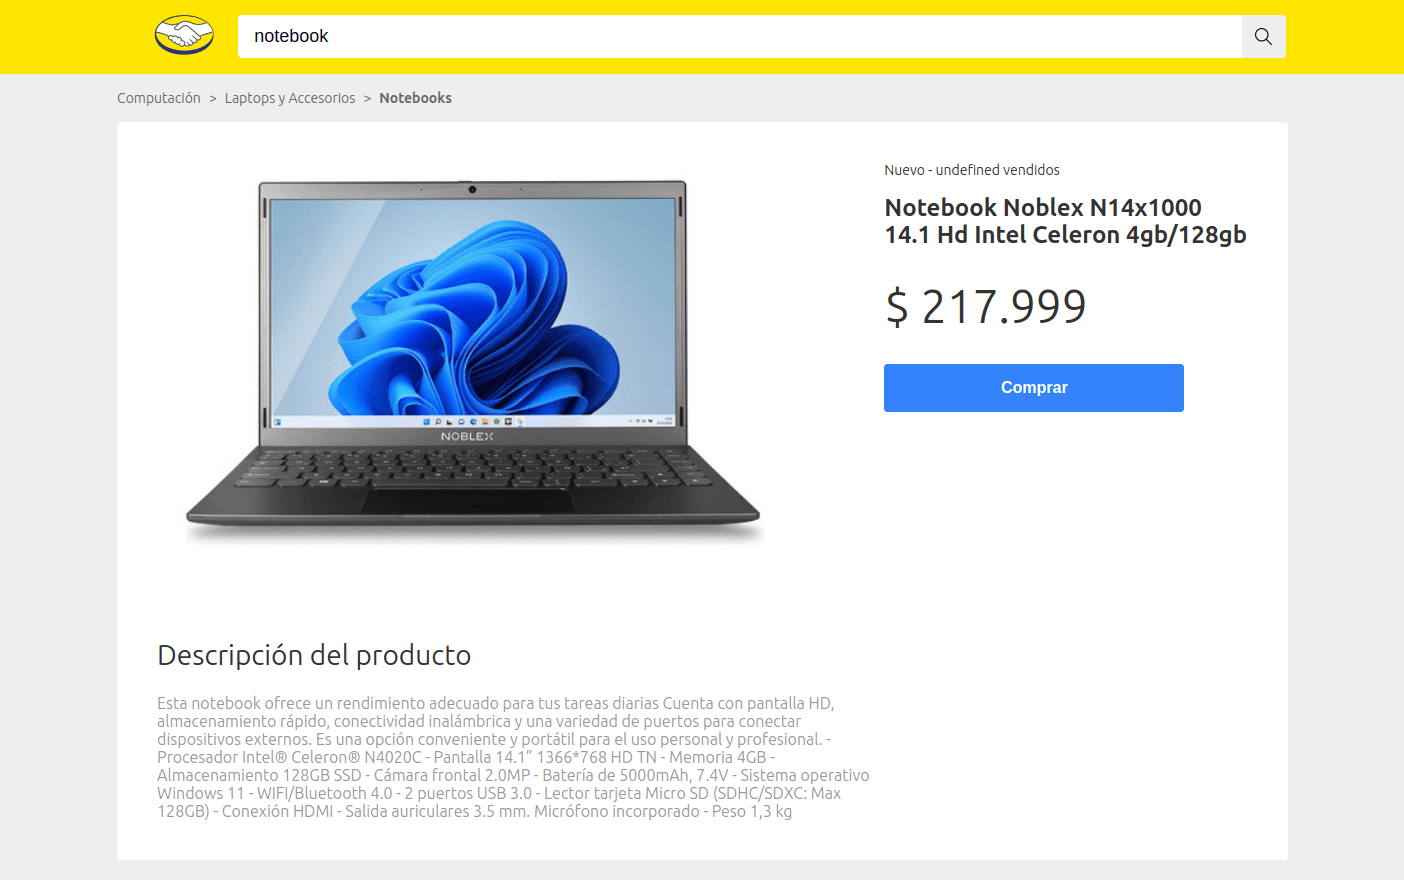 notebook
Computación > Laptops y Accesorios > Notebooks
Nuevo - undefined vendidos
Notebook Noblex N14x1000
14.1 Hd Intel Celeron 4gb/128gb
$ 217.999
Comprar
NOBLEX
Descripción del producto
Esta notebook ofrece un rendimiento adecuado para tus tareas diarias Cuenta con pantalla HD,
almacenamiento rápido, conectividad inalámbrica y una variedad de puertos para conectar
dispositivos externos. Es una opción conveniente y portátil para el uso personal y profesional. -
Procesador Intel® Celeron® N4020C - Pantalla 14.1” 1366*768 HD TN - Memoria 4GB -
Almacenamiento 128GB SSD - Cámara frontal 2.0MP - Batería de 5000mAh, 7.4V - Sistema operativo
Windows 11 - WIFI/Bluetooth 4.0 - 2 puertos USB 3.0 - Lector tarjeta Micro SD (SDHC/SDXC: Max
128GB) - Conexión HDMI - Salida auriculares 3.5 mm. Micrófono incorporado - Peso 1,3 kg